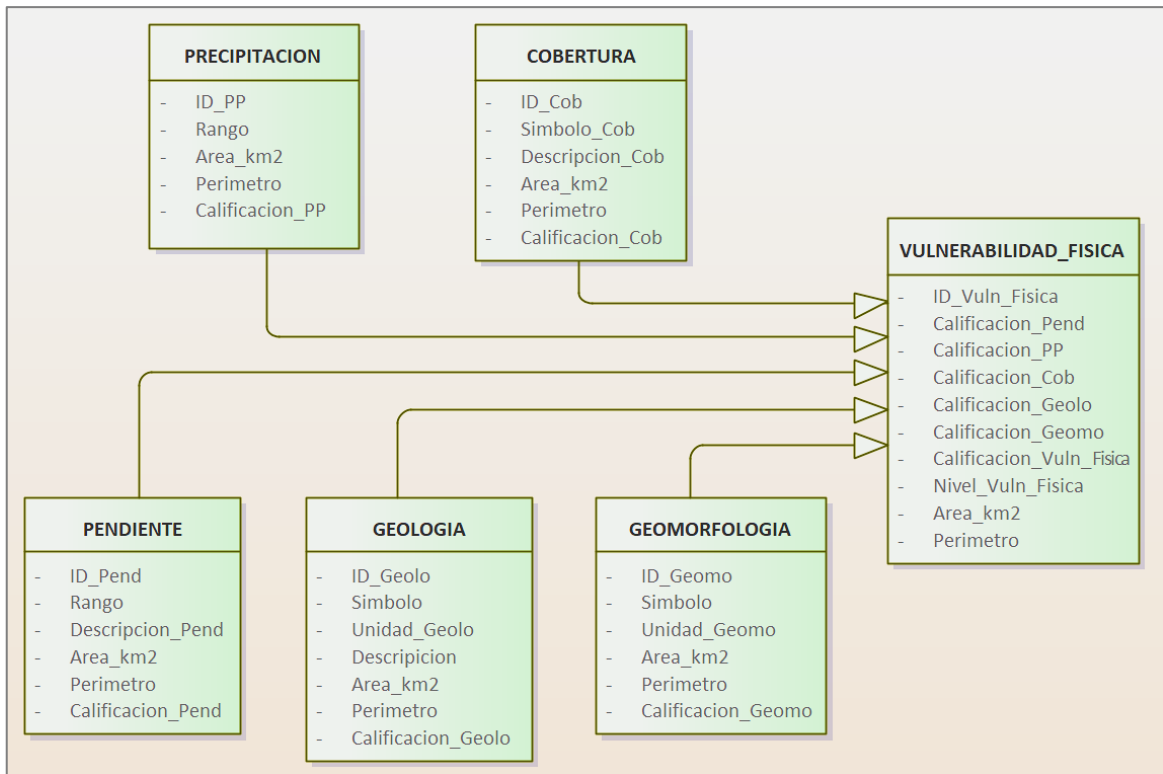 PRECIPITACION
- ID_PP
- Rango
- Area_km2
- Perimetro
- Calificacion_PP
COBERTURA
- ID_Cob
- Simbolo_Cob
- Descripcion_Cob
- Area_km2
- Perimetro
- Calificacion_Cob
VULNERABILIDAD_FISICA
- ID_Vuln_Fisica
- Calificacion_Pend
- Calificacion_PP
- Calificacion_Cob
- Calificacion_Geolo
- Calificacion_Geomo
- Calificacion_Vuln_Fisica
- Nivel_Vuln_Fisica
- Area_km2
- Perimetro
PENDIENTE
- ID_Pend
- Rango
- Descripcion_Pend
- Area_km2
- Perimetro
- Calificacion_Pend
GEOLOGIA
- ID_Geolo
- Simbolo
- Unidad_Geolo
- Descripicion
- Area_km2
- Perimetro
- Calificacion_Geolo
GEOMORFOLOGIA
- ID_Geomo
- Simbolo
- Unidad_Geomo
- Area_km2
- Perimetro
- Calificacion_Geomo